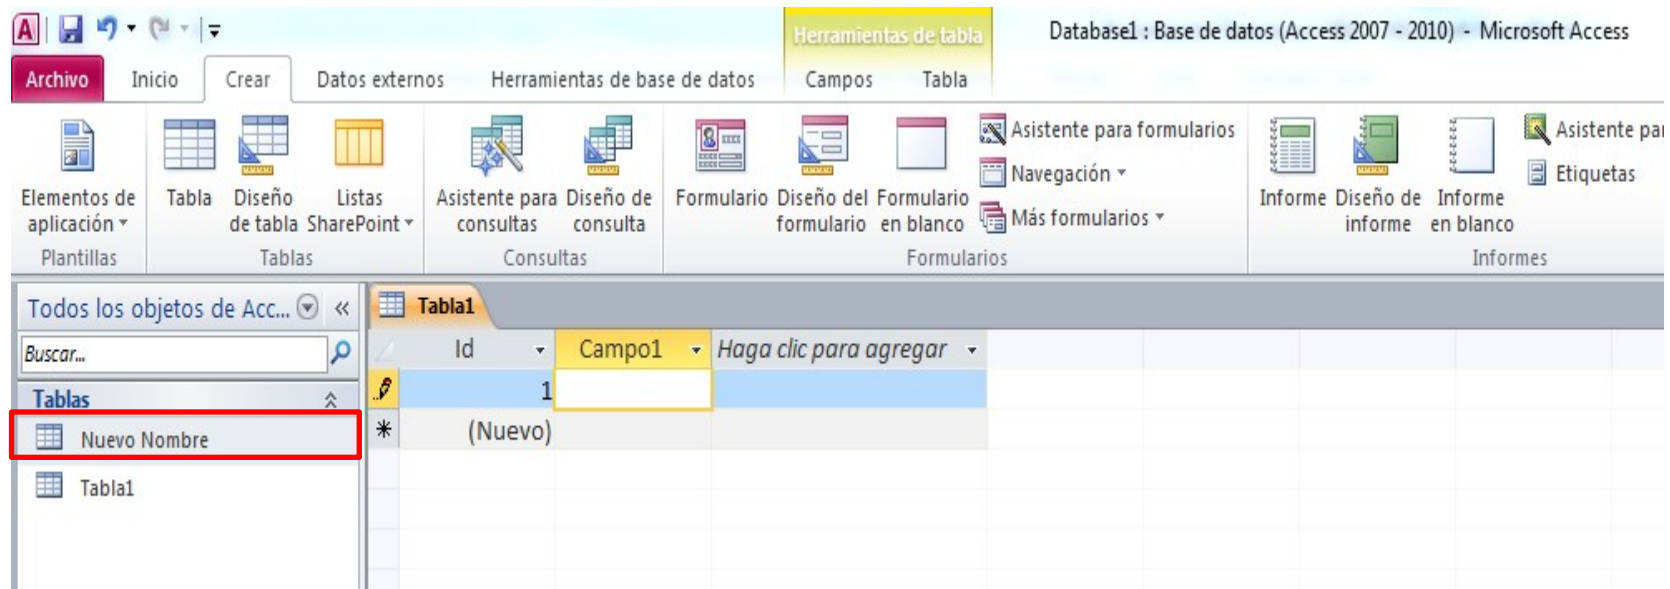 A
Herramientas de tabla
Database1 : Base de datos (Access 2007 - 2010) - Microsoft Access
Archivo Inicio Crear Datos externos Herramientas de base de datos Campos Tabla
Elementos de aplicación
Tabla
Diseño de tabla
Listas SharePoint
Asistente para consultas
Diseño de consulta
Formulario
Diseño del formulario
Formulario en blanco
Asistente para formularios
Navegación
Más formularios
Informe
Diseño de informe
Informe en blanco
Asistente par
Etiquetas
Plantillas Tablas Consultas Formularios Informes
Todos los objetos de Acc... «
Buscar...
Tablas
Nuevo Nombre
Tabla1
Tabla1
Id Campo1 Haga clic para agregar
1
* (Nuevo)